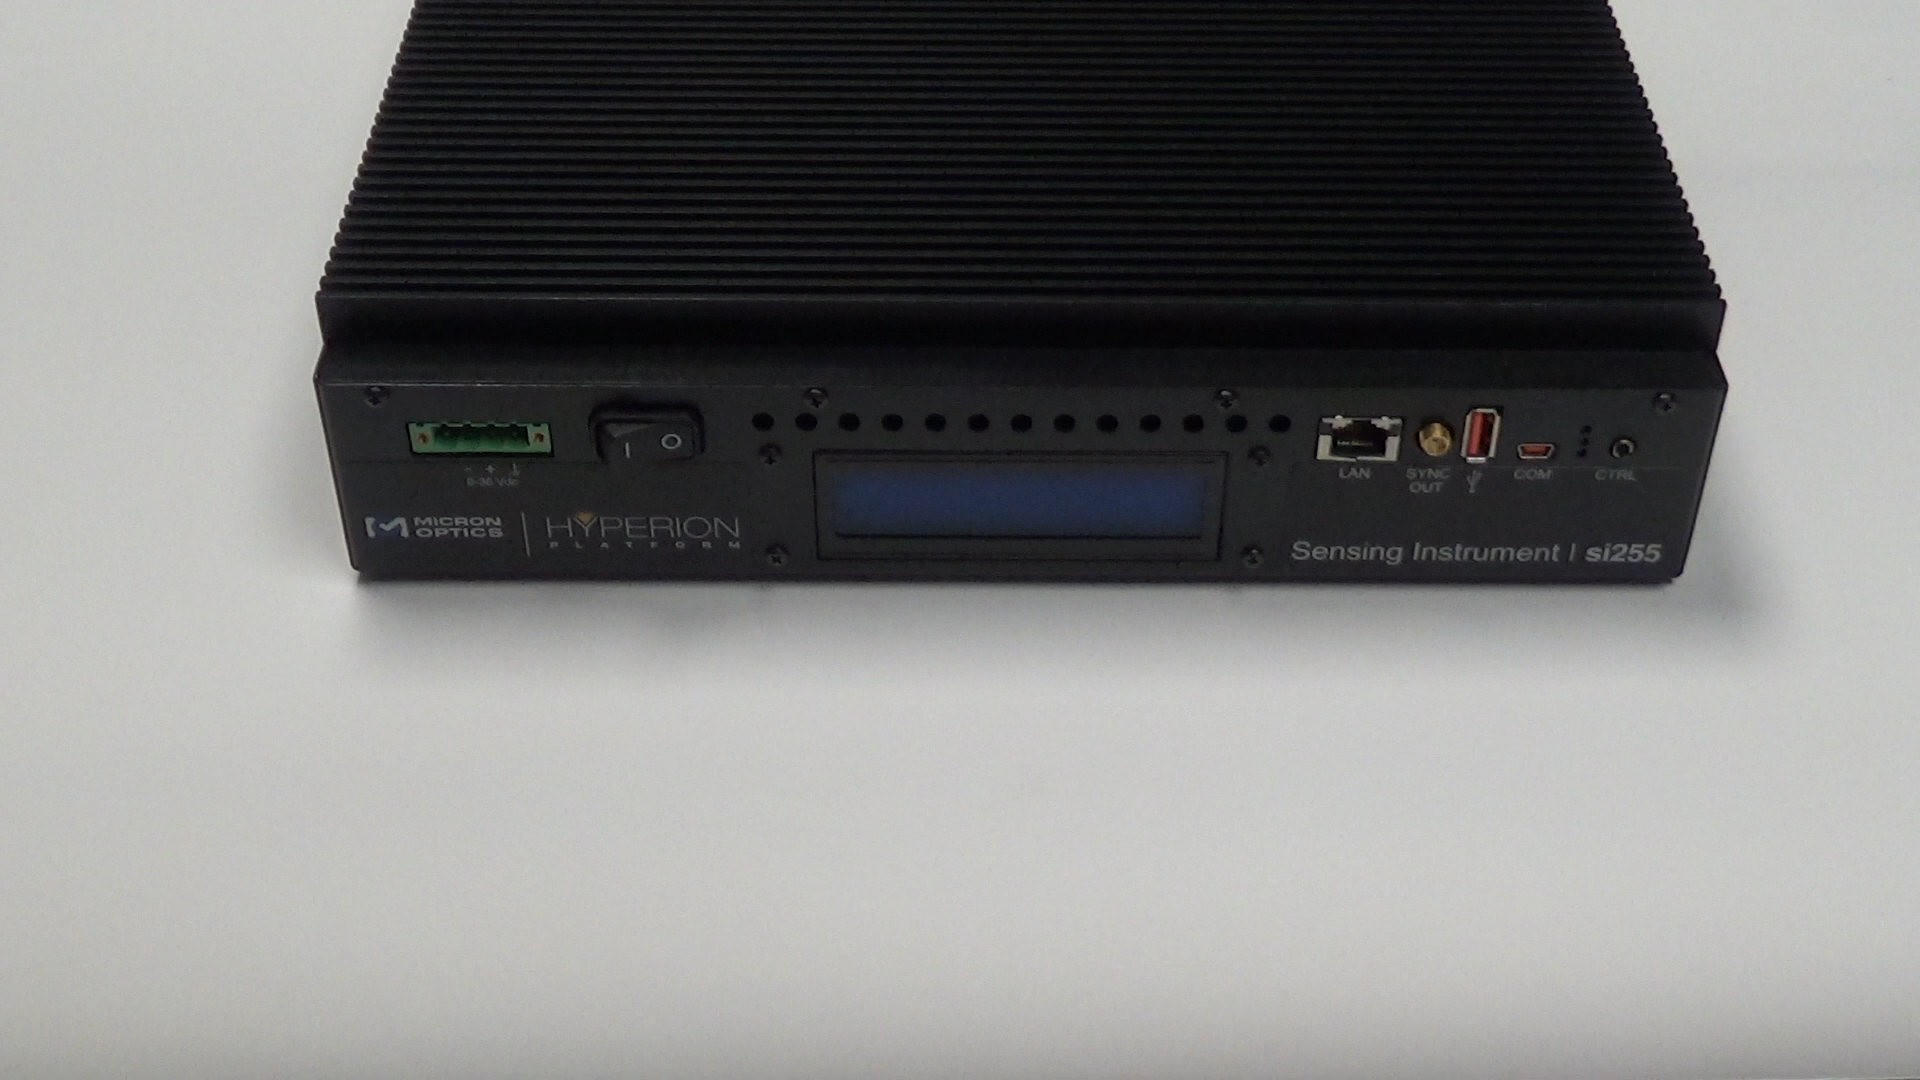 - + ⏚
9-36 Vdc
I O
MICRON
OPTICS
HYPERION
PLATFORM
LAN
SYNC
OUT
COM
CTRL
Sensing Instrument | si255